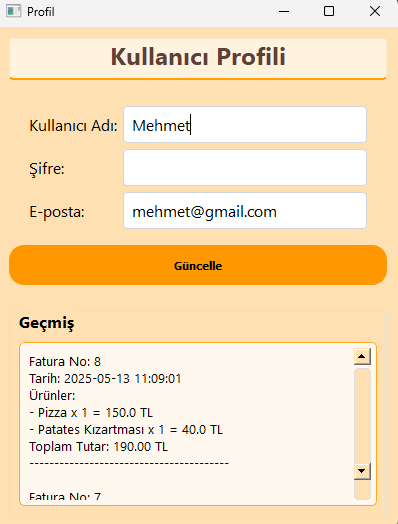 Profil
Kullanıcı Profili
Kullanıcı Adı: Mehmet
Şifre:
E-posta: mehmet@gmail.com
Güncelle
Geçmiş
Fatura No: 8
Tarih: 2025-05-13 11:09:01
Ürünler:
- Pizza x 1 = 150.0 TL
- Patates Kızartması x 1 = 40.0 TL
Toplam Tutar: 190.00 TL
----------------------------------------
Fatura No: 7